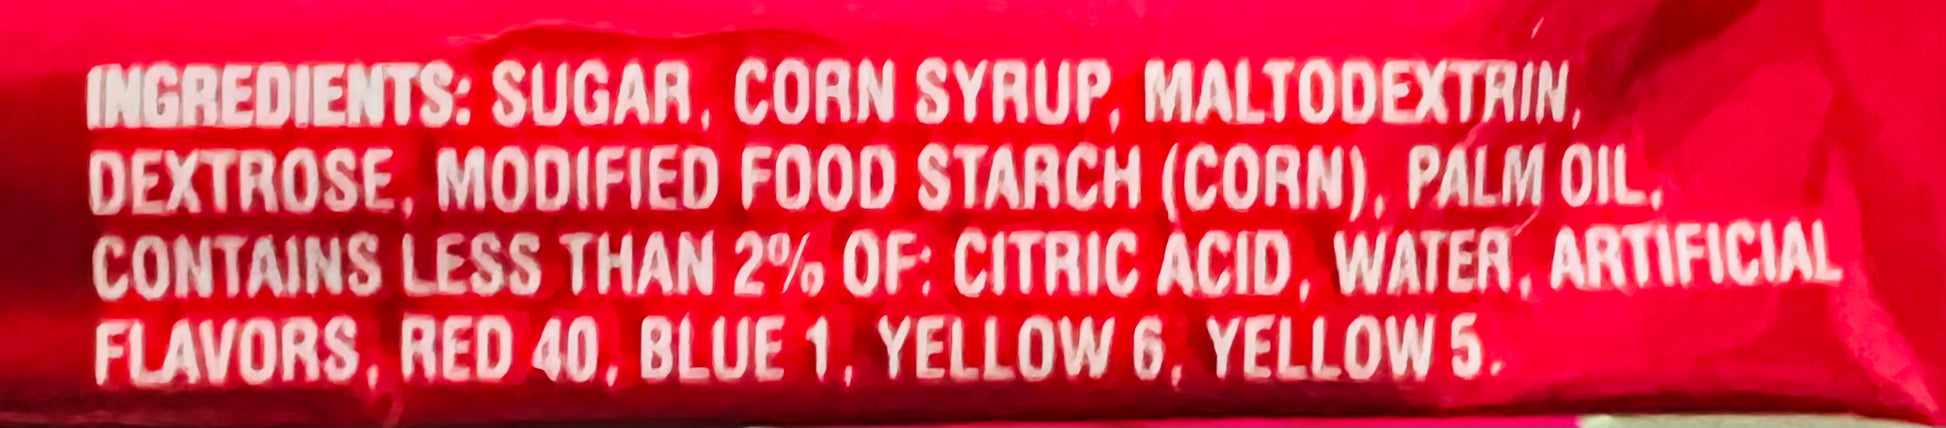 INGREDIENTS: SUGAR, CORN SYRUP, MALTODEXTRIN,
DEXTROSE, MODIFIED FOOD STARCH (CORN), PALM OIL,
CONTAINS LESS THAN 2% OF: CITRIC ACID, WATER, ARTIFICIAL
FLAVORS, RED 40, BLUE 1, YELLOW 6, YELLOW 5.